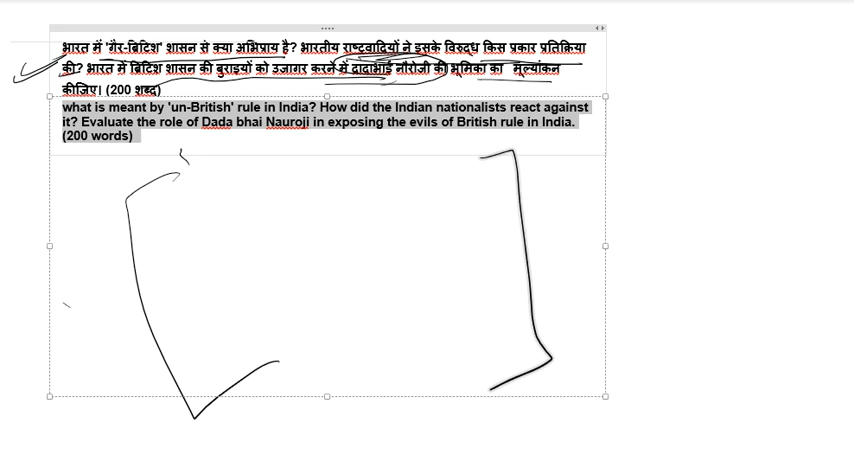 भारत में 'गैर-ब्रिटिश' शासन से क्या अभिप्राय है? भारतीय राष्ट्रवादियों ने इसके विरुद्ध किस प्रकार प्रतिक्रिया
की? भारत में ब्रिटिश शासन की बुराइयों को उजागर करने में दादाभाई नौरोजी की भूमिका का मूल्यांकन
कीजिए। (200 शब्द)
what is meant by 'un-British' rule in India? How did the Indian nationalists react against
it? Evaluate the role of Dada bhai Nauroji in exposing the evils of British rule in India.
(200 words)